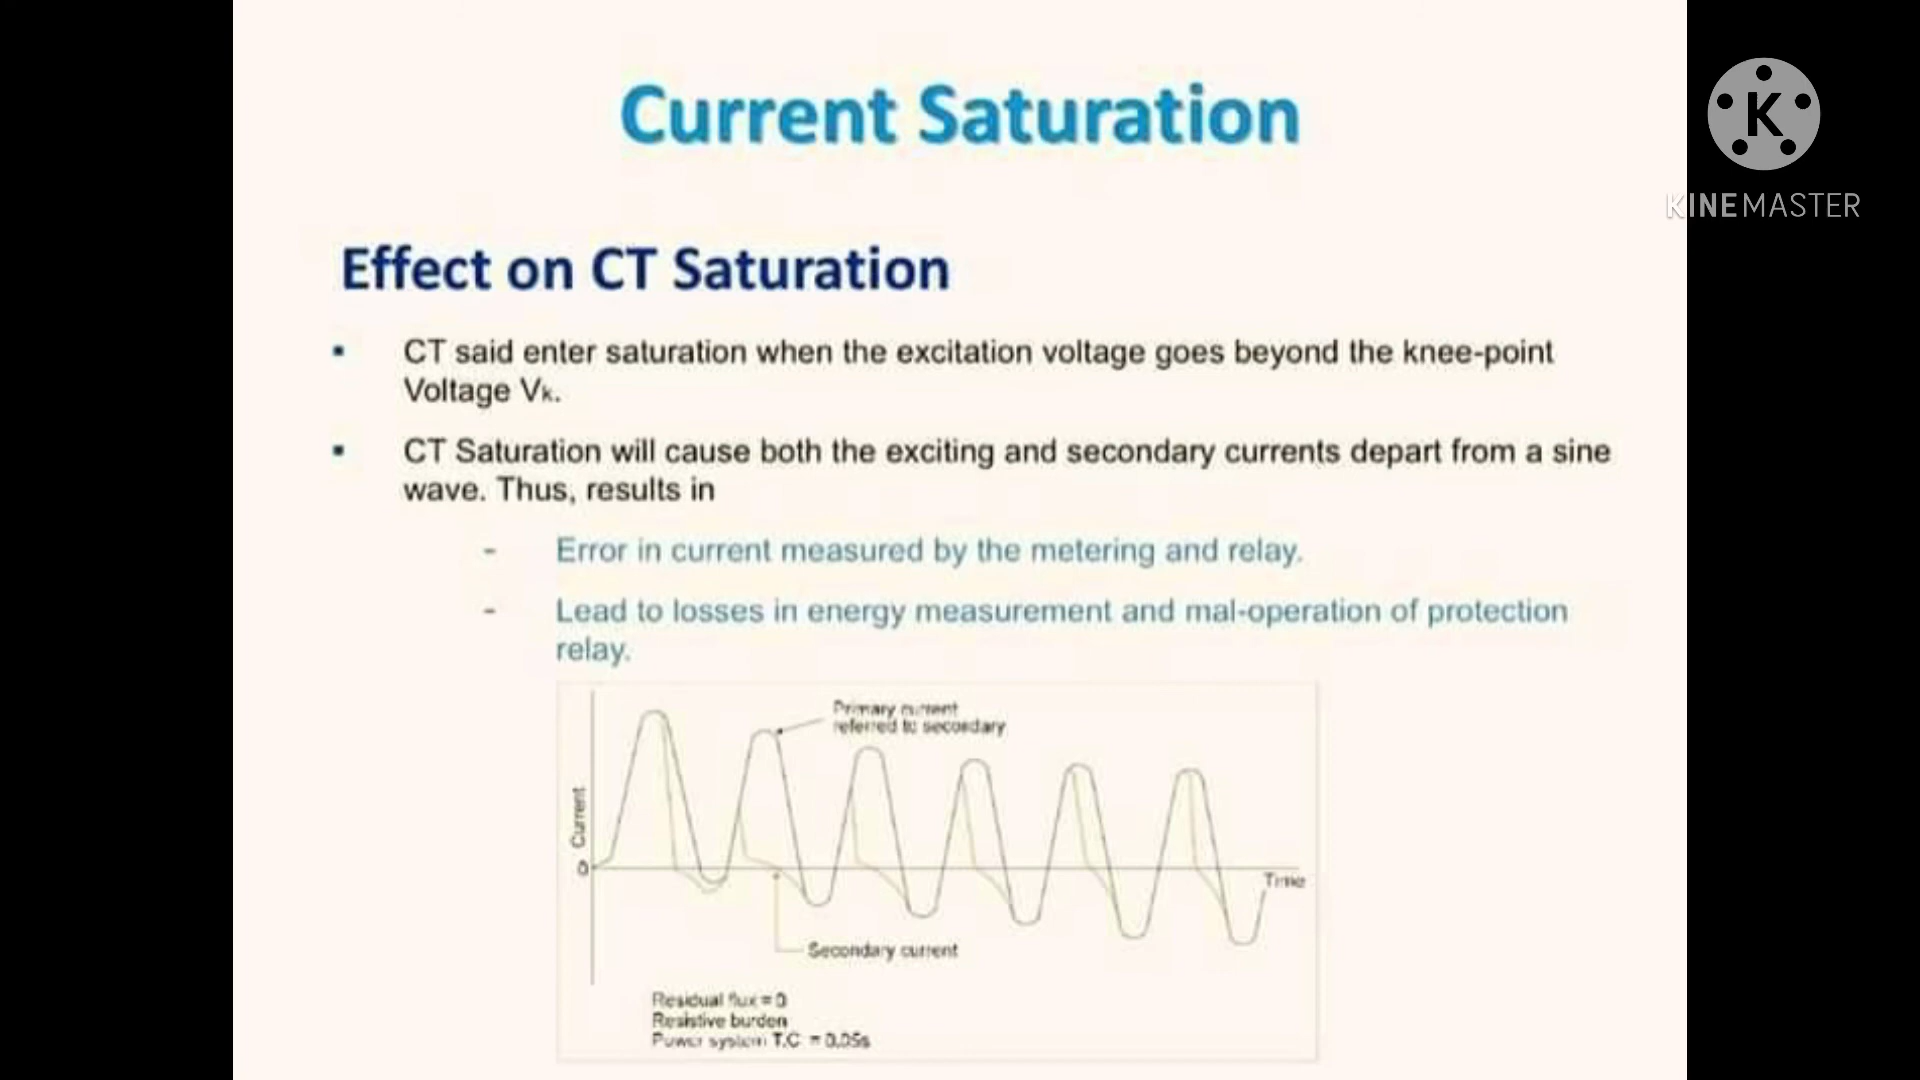 Current Saturation
K
KINEMASTER
Effect on CT Saturation
▪ CT said enter saturation when the excitation voltage goes beyond the knee-point
Voltage Vk.
▪ CT Saturation will cause both the exciting and secondary currents depart from a sine
wave. Thus, results in
- Error in current measured by the metering and relay.
- Lead to losses in energy measurement and mal-operation of protection
relay.
Primary current
referred to secondary
Current
0
Time
Secondary current
Residual flux = 0
Resistive burden
Power system T.C = 0.05s